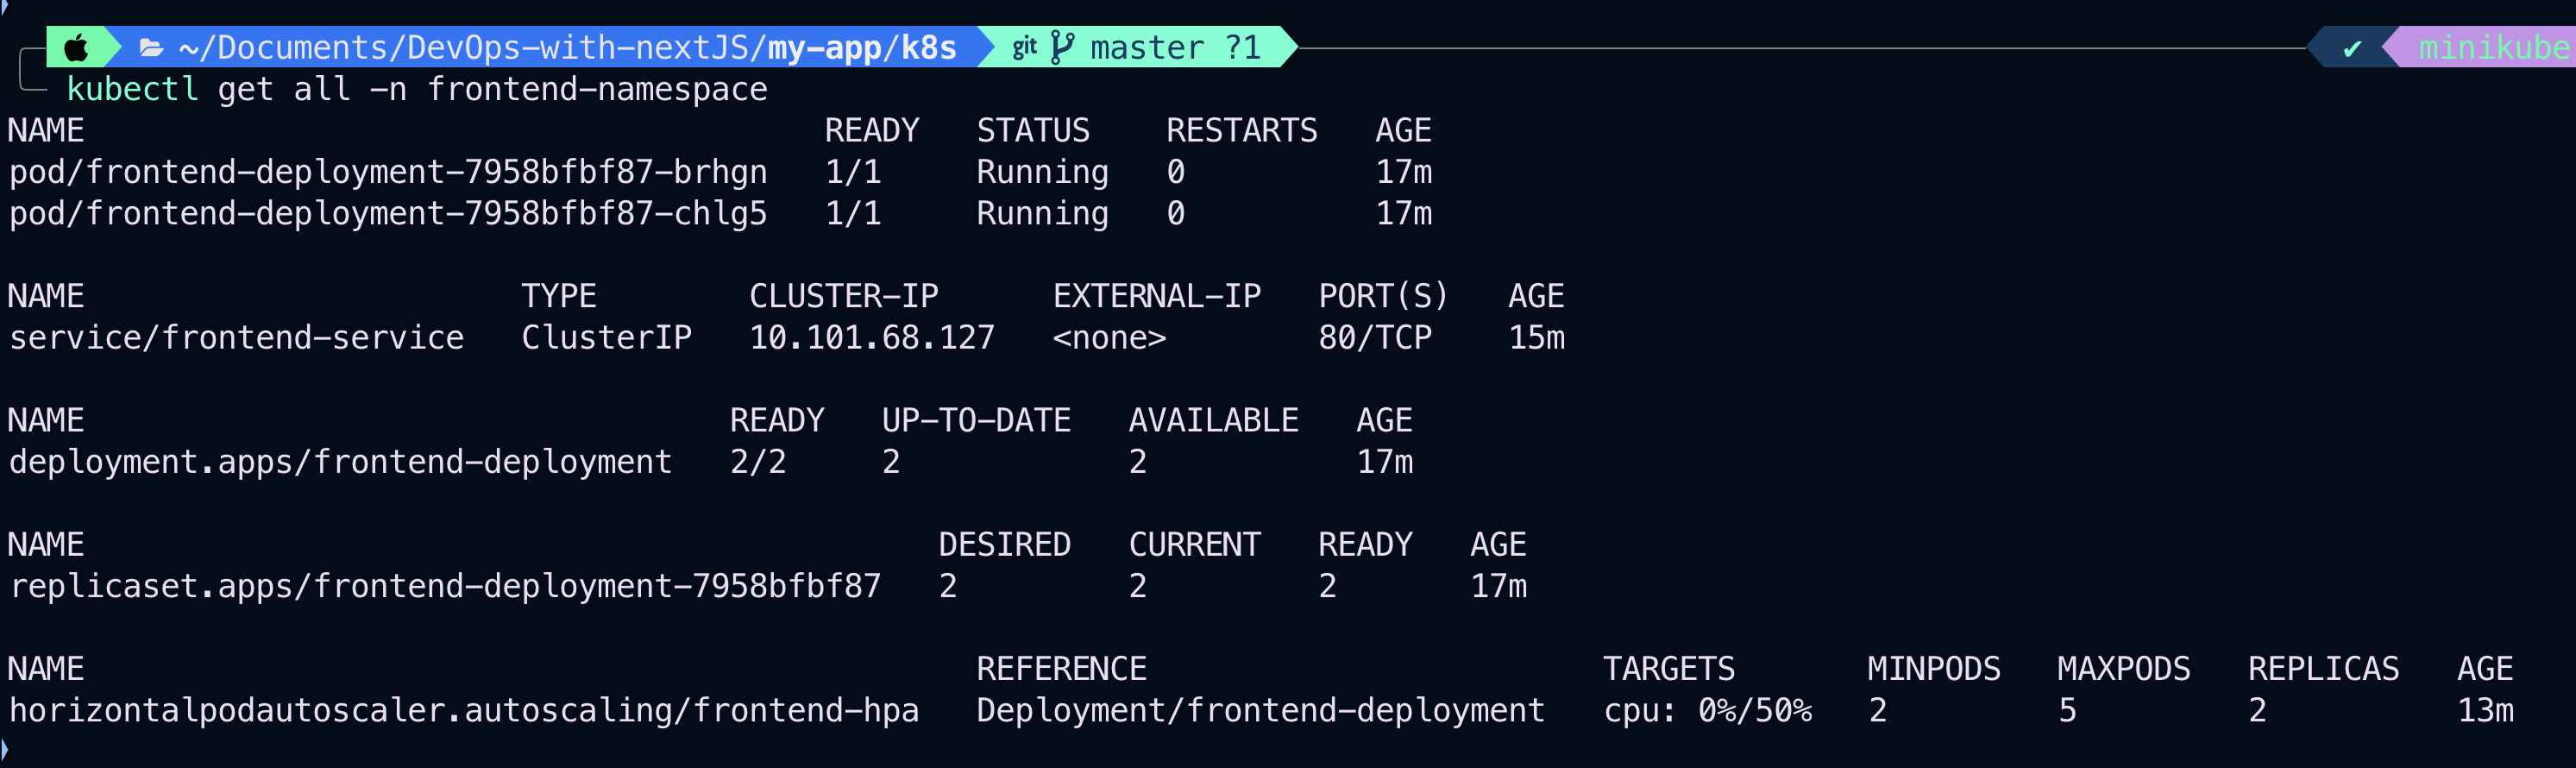 ~/Documents/DevOps-with-nextJS/my-app/k8s git master ?1 ✔ minikube
kubectl get all -n frontend-namespace
NAME READY STATUS RESTARTS AGE
pod/frontend-deployment-7958bfbf87-brhgn 1/1 Running 0 17m
pod/frontend-deployment-7958bfbf87-chlg5 1/1 Running 0 17m
NAME TYPE CLUSTER-IP EXTERNAL-IP PORT(S) AGE
service/frontend-service ClusterIP 10.101.68.127 <none> 80/TCP 15m
NAME READY UP-TO-DATE AVAILABLE AGE
deployment.apps/frontend-deployment 2/2 2 2 17m
NAME DESIRED CURRENT READY AGE
replicaset.apps/frontend-deployment-7958bfbf87 2 2 2 17m
NAME REFERENCE TARGETS MINPODS MAXPODS REPLICAS AGE
horizontalpodautoscaler.autoscaling/frontend-hpa Deployment/frontend-deployment cpu: 0%/50% 2 5 2 13m